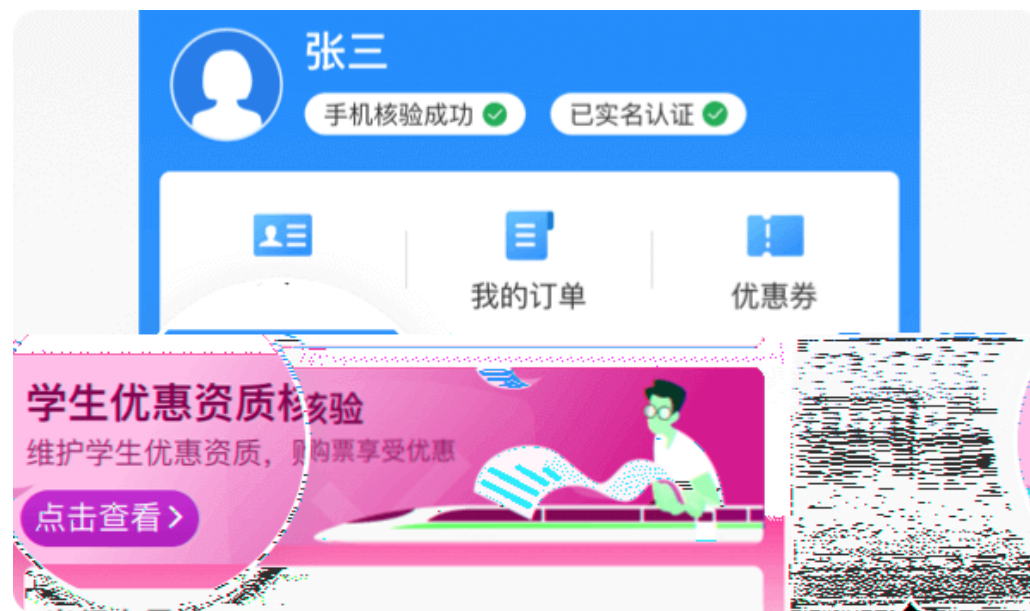 张三
手机核验成功 已实名认证
我的订单 优惠券
学生优惠资质核验
维护学生优惠资质，购票享受优惠
点击查看